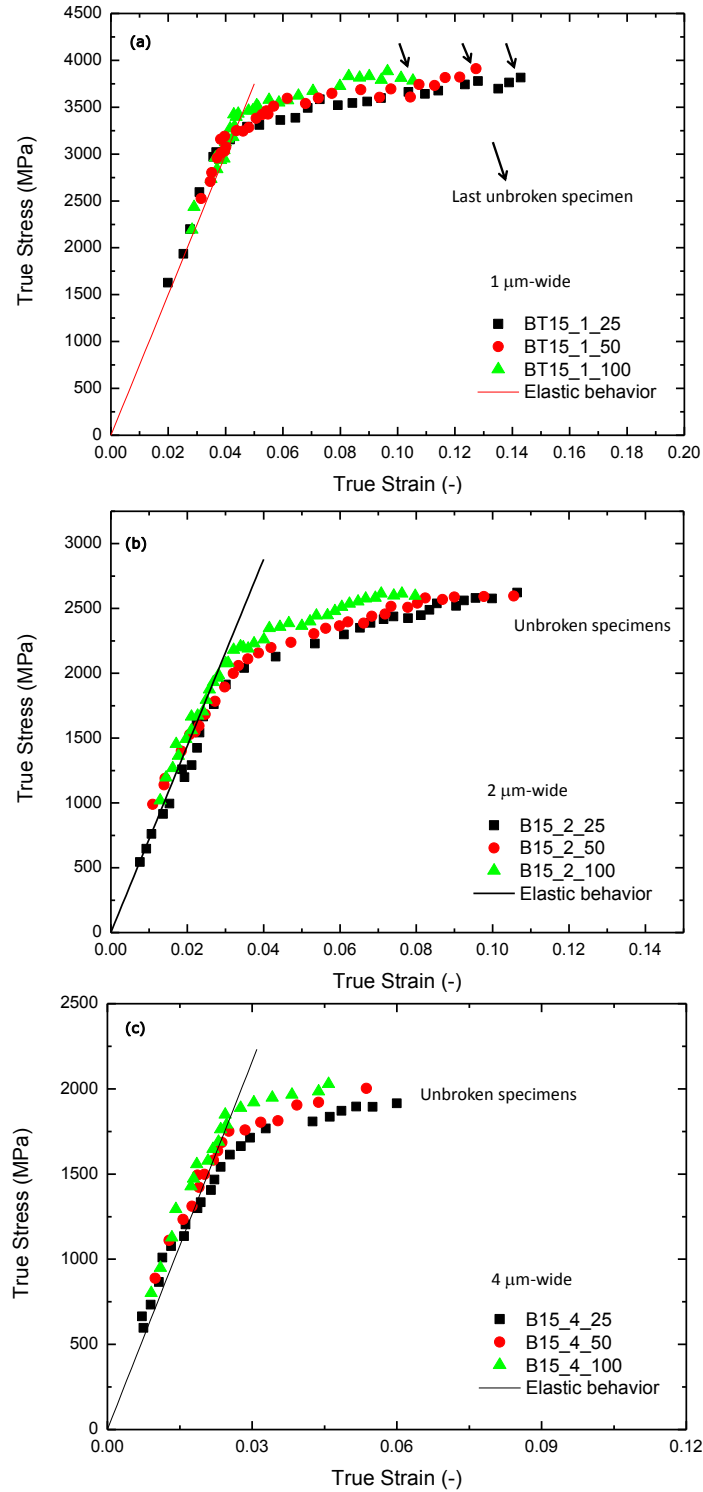 (a)
4500
4000
3500
3000
2500
2000
1500
1000
500
0
True Stress (MPa)
Last unbroken specimen
1 μm-wide
BT15_1_25
BT15_1_50
BT15_1_100
Elastic behavior
0.00 0.02 0.04 0.06 0.08 0.10 0.12 0.14 0.16 0.18 0.20
True Strain (-)
(b)
3000
2500
2000
1500
1000
500
0
True Stress (MPa)
Unbroken specimens
2 μm-wide
B15_2_25
B15_2_50
B15_2_100
Elastic behavior
0.00 0.02 0.04 0.06 0.08 0.10 0.12 0.14
True Strain (-)
(c)
2500
2000
1500
1000
500
0
True Stress (MPa)
Unbroken specimens
4 μm-wide
B15_4_25
B15_4_50
B15_4_100
Elastic behavior
0.00 0.03 0.06 0.09 0.12
True Strain (-)